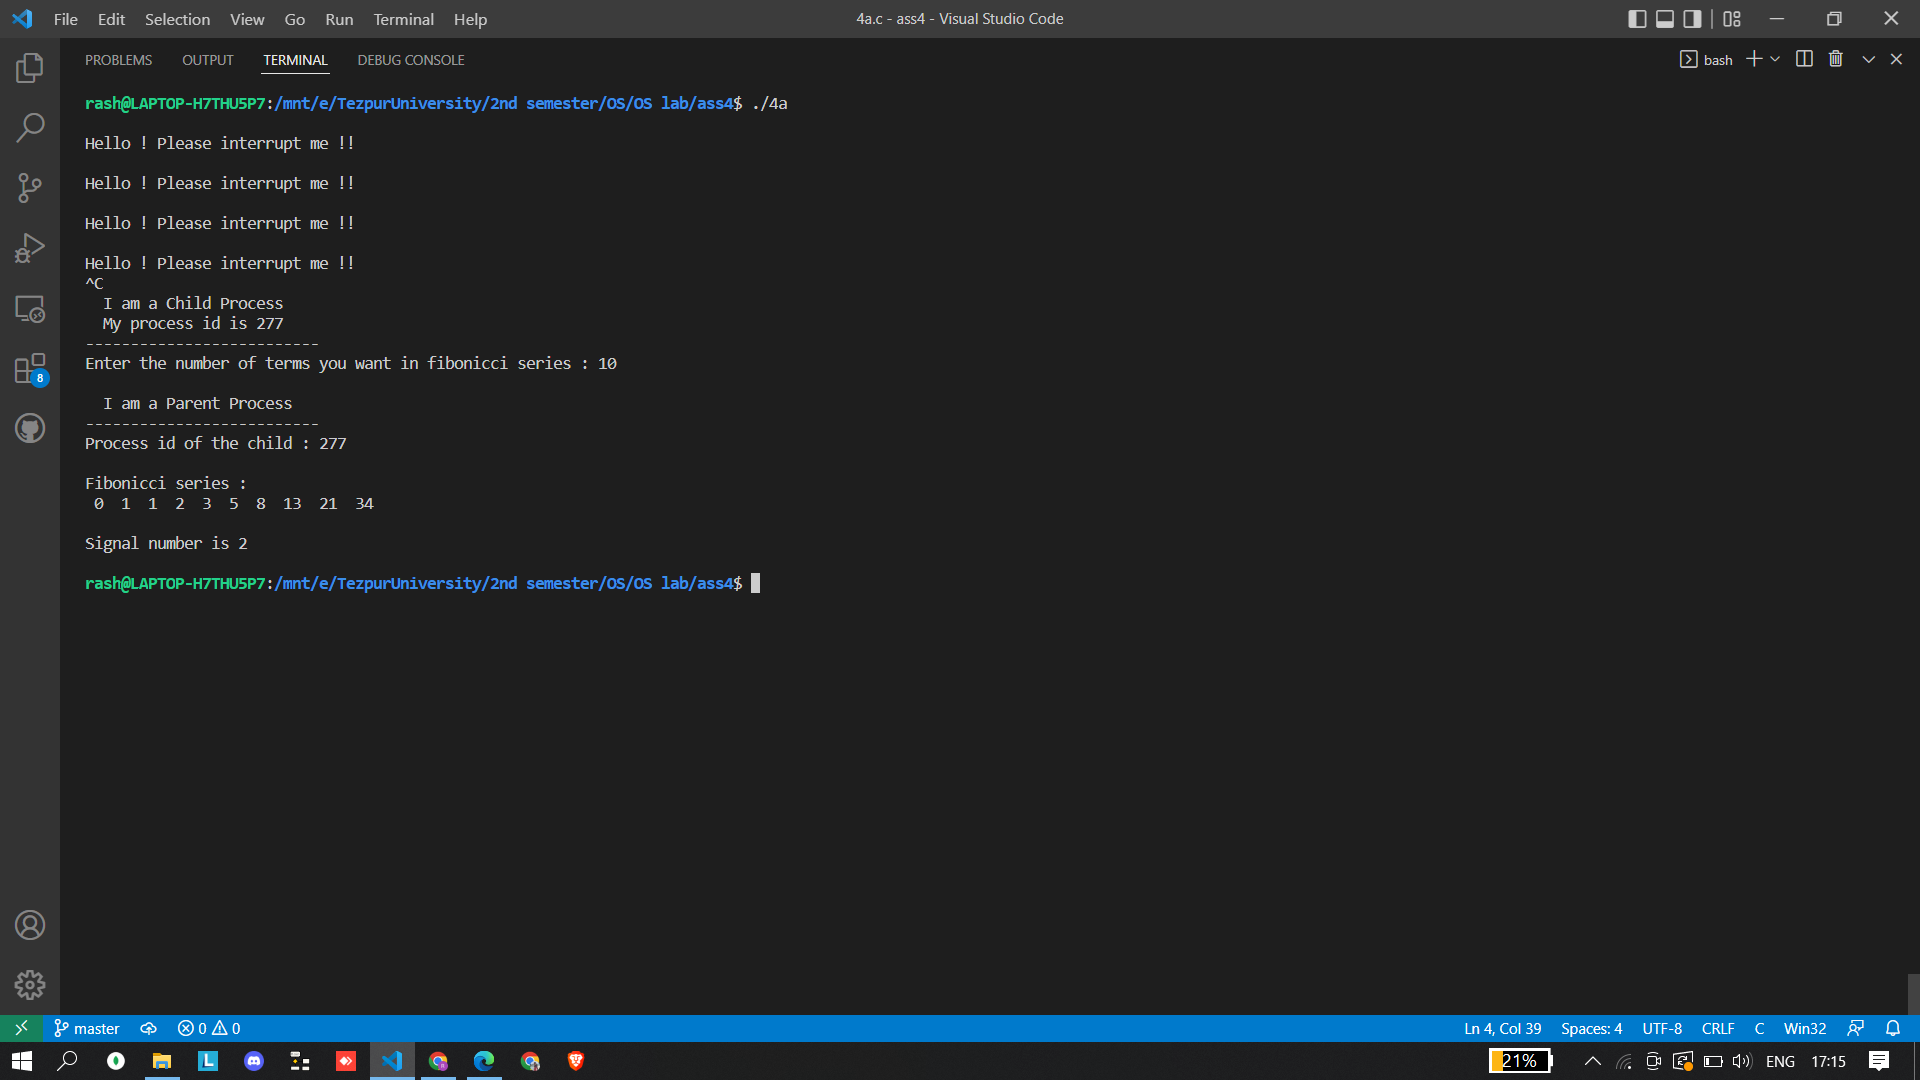 File Edit Selection View Go Run Terminal Help
4a.c - ass4 - Visual Studio Code
PROBLEMS OUTPUT TERMINAL DEBUG CONSOLE
bash
rash@LAPTOP-H7THU5P7:/mnt/e/TezpurUniversity/2nd semester/OS/OS lab/ass4$ ./4a
Hello ! Please interrupt me !!
Hello ! Please interrupt me !!
Hello ! Please interrupt me !!
Hello ! Please interrupt me !!
^C
I am a Child Process
My process id is 277
--------------------------
Enter the number of terms you want in fibonicci series : 10
I am a Parent Process
--------------------------
Process id of the child : 277
Fibonicci series :
0 1 1 2 3 5 8 13 21 34
Signal number is 2
rash@LAPTOP-H7THU5P7:/mnt/e/TezpurUniversity/2nd semester/OS/OS lab/ass4$
8
master 0 0
Ln 4, Col 39 Spaces: 4 UTF-8 CRLF C Win32
L
21%
ENG 17:15